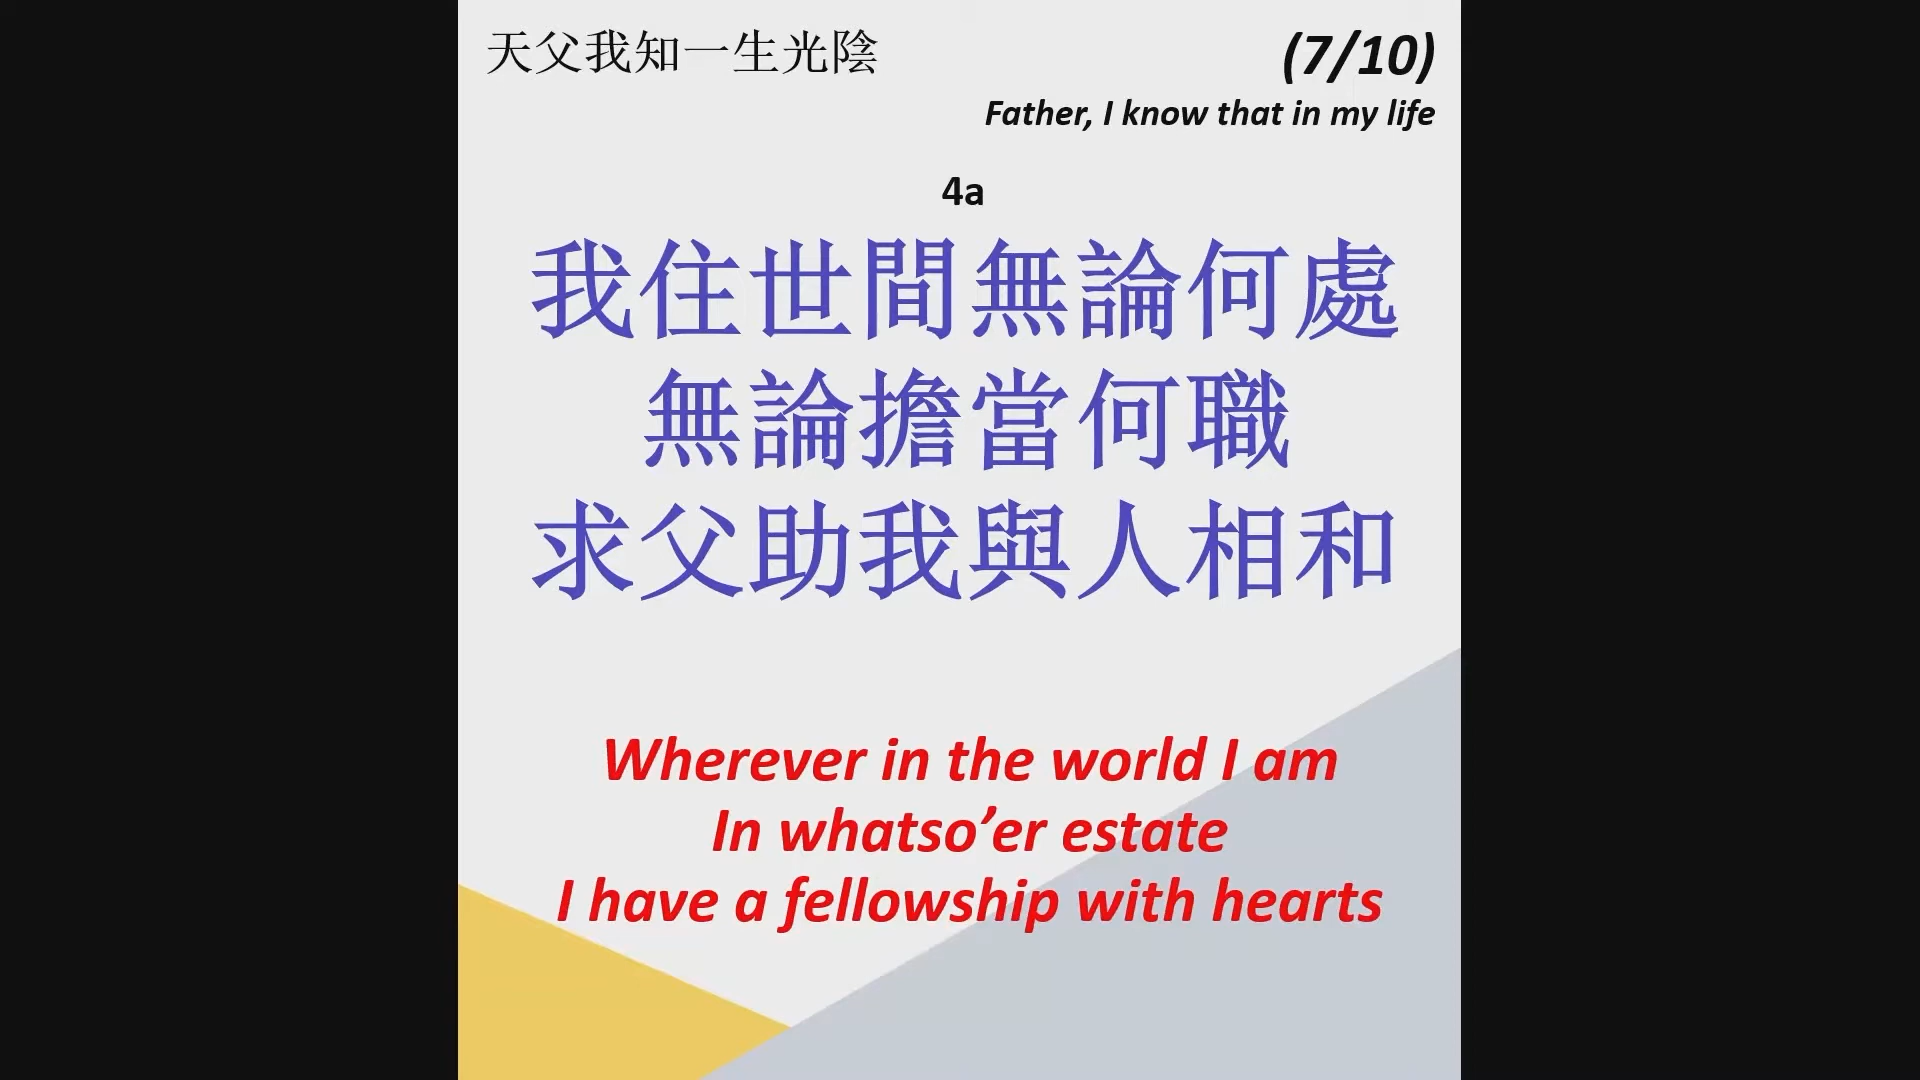 天父我知一生光陰
(7/10)
Father, I know that in my life
4a
我住世間無論何處
無論擔當何職
求父助我與人相和
Wherever in the world I am
In whatso’er estate
I have a fellowship with hearts